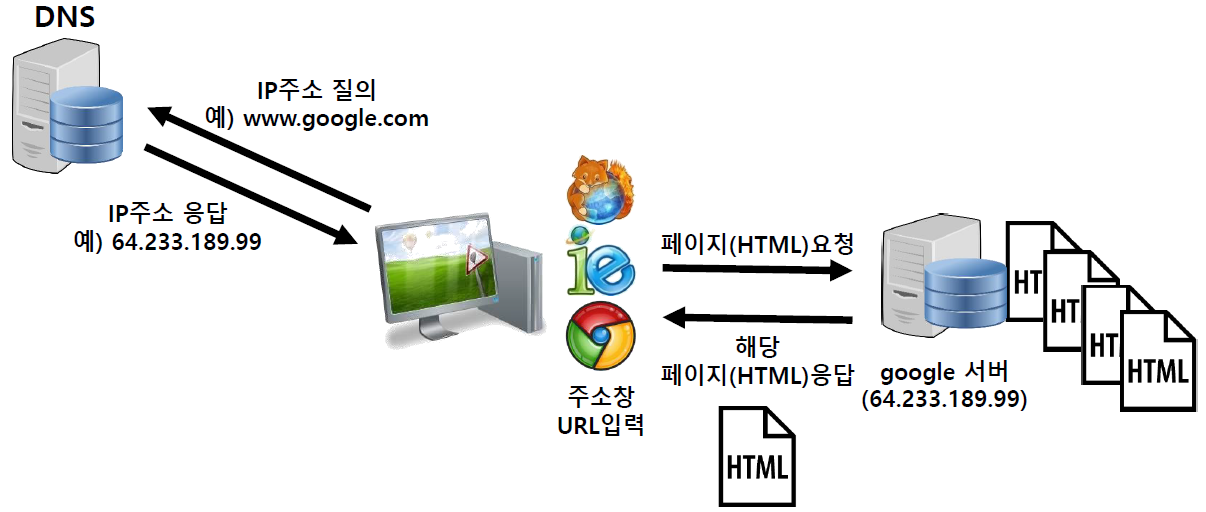 DNS
IP주소 질의
예) www.google.com
IP주소 응답
예) 64.233.189.99
주소창
URL입력
페이지(HTML)요청
해당
페이지(HTML)응답
HTML
google 서버
(64.233.189.99)
HT
HT
HT
HTML